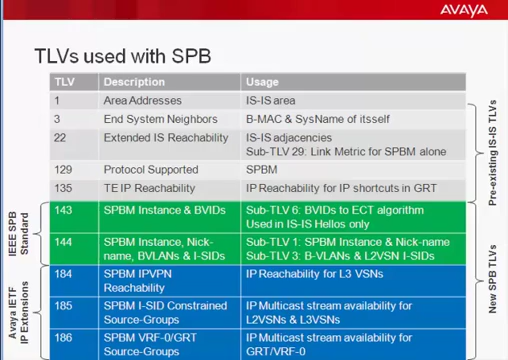 AVAYA
TLVs used with SPB
TLV Description Usage
1 Area Addresses IS-IS area
3 End System Neighbors B-MAC & SysName of itsself
22 Extended IS Reachability IS-IS adjacencies
Sub-TLV 29: Link Metric for SPBM alone
129 Protocol Supported SPBM
135 TE IP Reachability IP Reachability for IP shortcuts in GRT
Pre-existing IS-IS TLVs
IEEE SPB
Standard
143 SPBM Instance & BVIDs Sub-TLV 6: BVIDs to ECT algorithm
Used in IS-IS Hellos only
144 SPBM Instance, Nick- Sub-TLV 1: SPBM Instance & Nick-name
name, BVLANs & I-SIDs Sub-TLV 3: B-VLANs & L2VSN I-SIDs
Avaya IETF
IP Extensions
184 SPBM IPVPN IP Reachability for L3 VSNs
Reachability
185 SPBM I-SID Constrained IP Multicast stream availability for
Source-Groups L2VSNs & L3VSNs
186 SPBM VRF-0/GRT IP Multicast stream availability for
Source-Groups GRT/VRF-0
New SPB TLVs